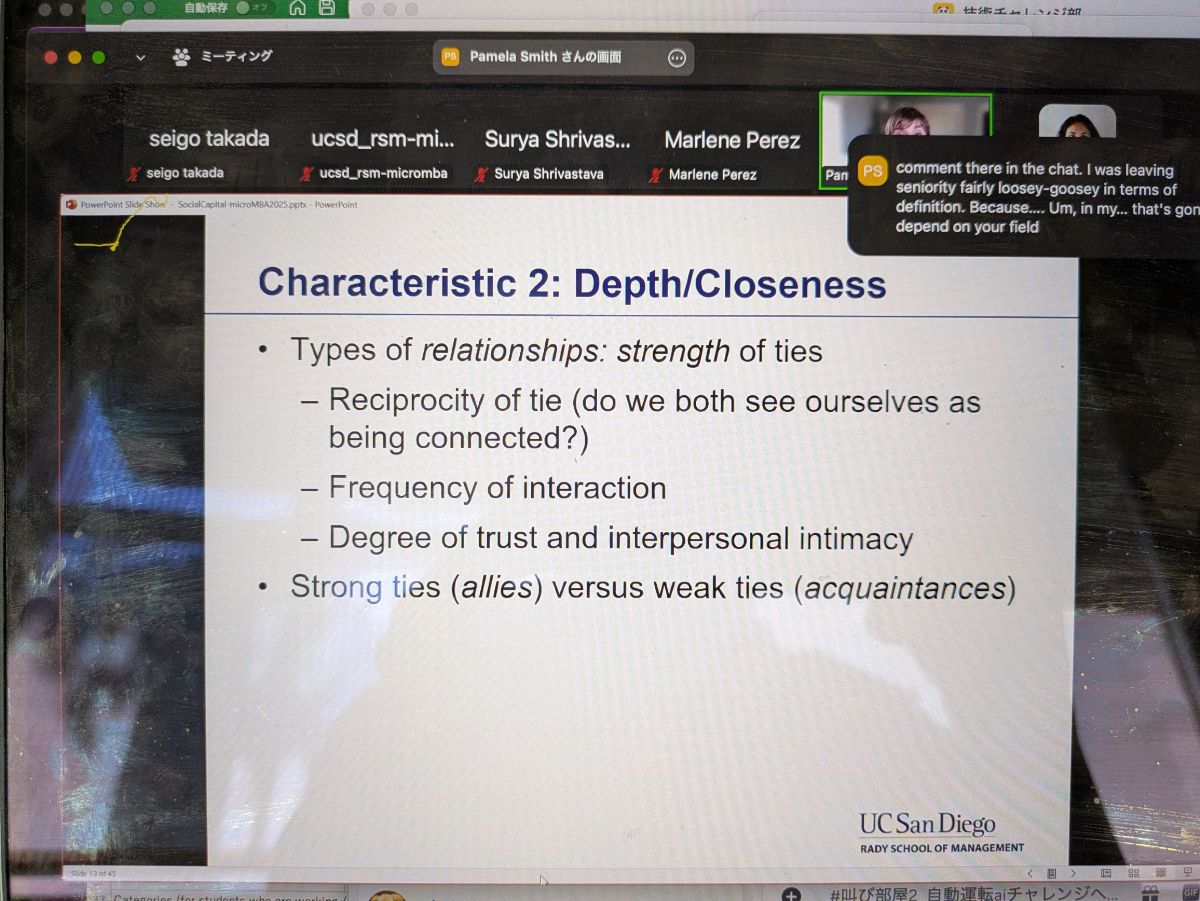 自動保存 オフ
技術チャレンジ部
ミーティング
PS Pamela Smith さんの画面
seigo takada
ucsd_rsm-mi...
Surya Shrivas...
Marlene Perez
seigo takada
ucsd_rsm-micromba
Surya Shrivastava
Marlene Perez
Pam
PS
comment there in the chat. I was leaving
seniority fairly loosey-goosey in terms of
definition. Because.... Um, in my... that's gon
depend on your field
PowerPoint Slide Show - SocialCapital-microMBA2025.pptx - PowerPoint
Characteristic 2: Depth/Closeness
• Types of relationships: strength of ties
– Reciprocity of tie (do we both see ourselves as
being connected?)
– Frequency of interaction
– Degree of trust and interpersonal intimacy
• Strong ties (allies) versus weak ties (acquaintances)
UC San Diego
RADY SCHOOL OF MANAGEMENT
Slide 13 of 45
Categories (for students who are working /
#叫び部屋2_自動運転aiチャレンジへ...
GIF